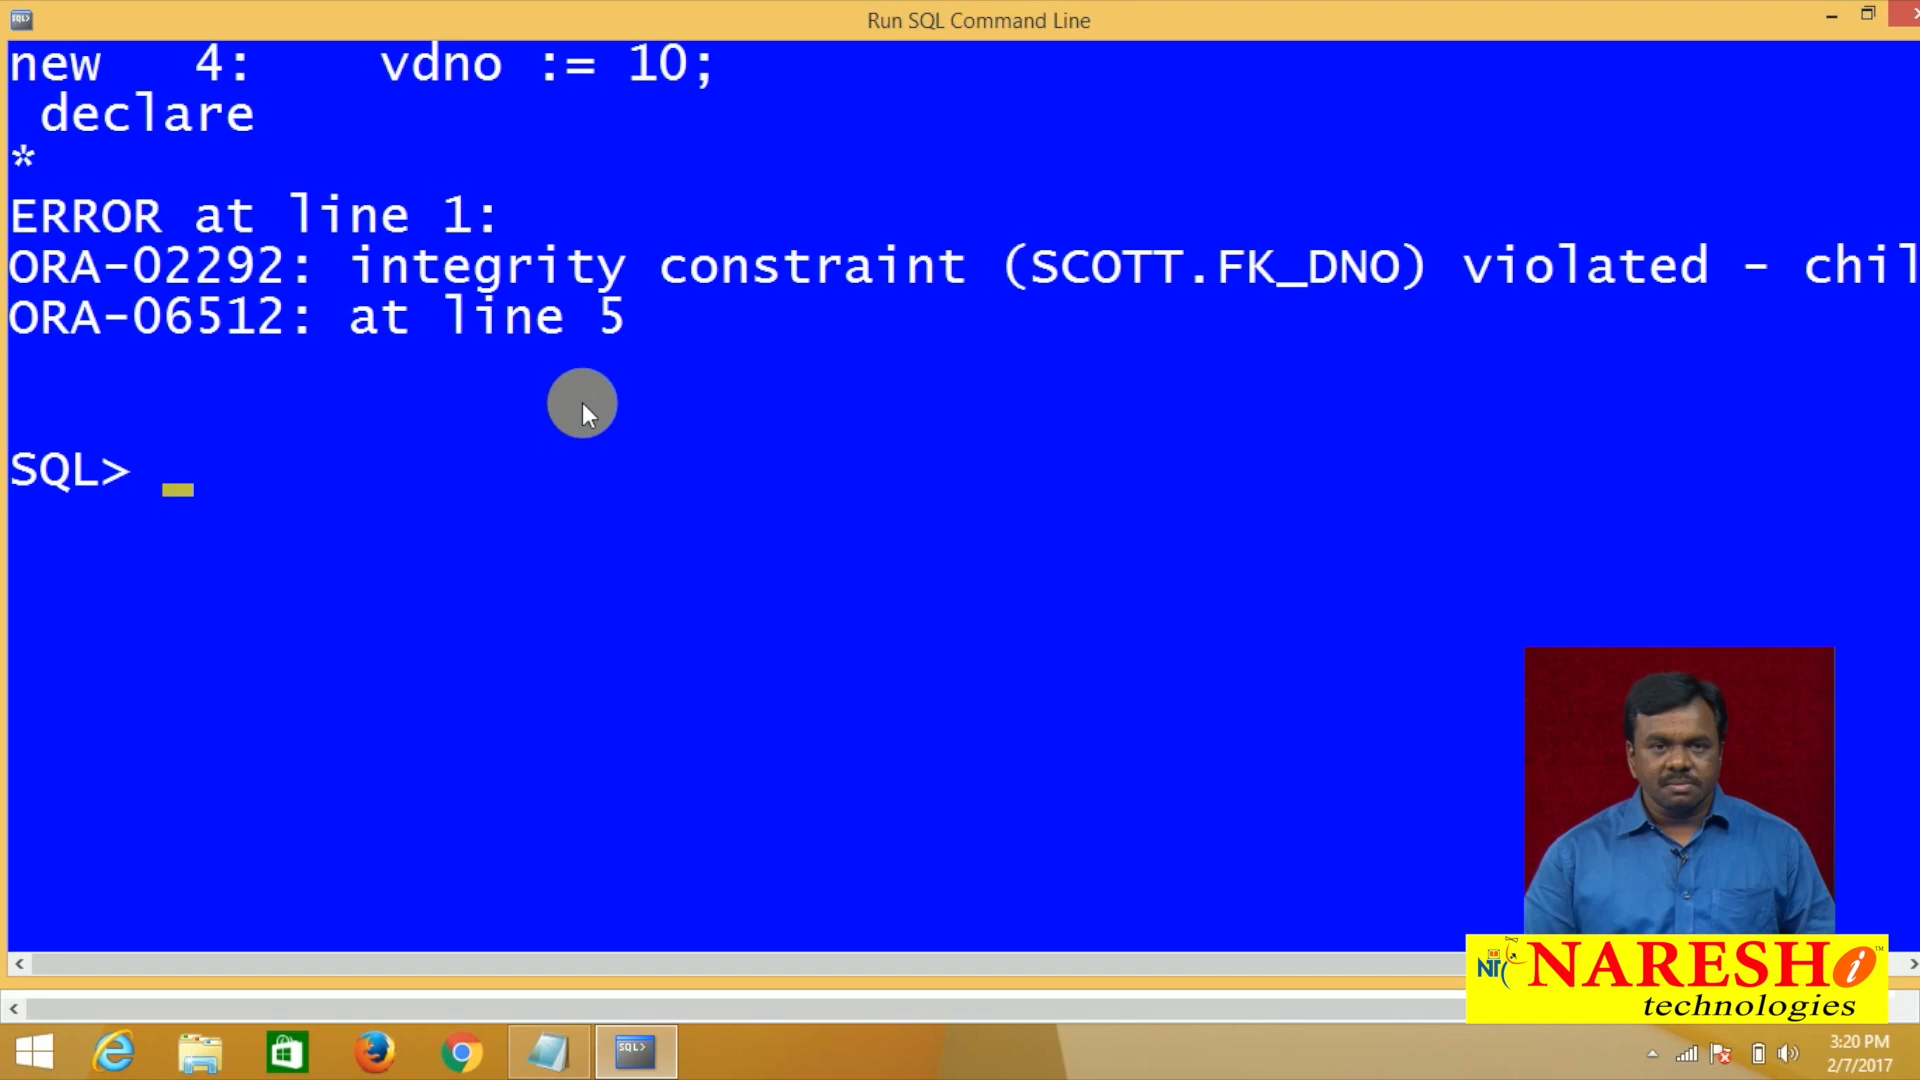 Run SQL Command Line
new   4:    vdno := 10;
declare
*
ERROR at line 1:
ORA-02292: integrity constraint (SCOTT.FK_DNO) violated - chil
ORA-06512: at line 5
SQL>
NARESH i
technologies
SQL>
3:20 PM
2/7/2017